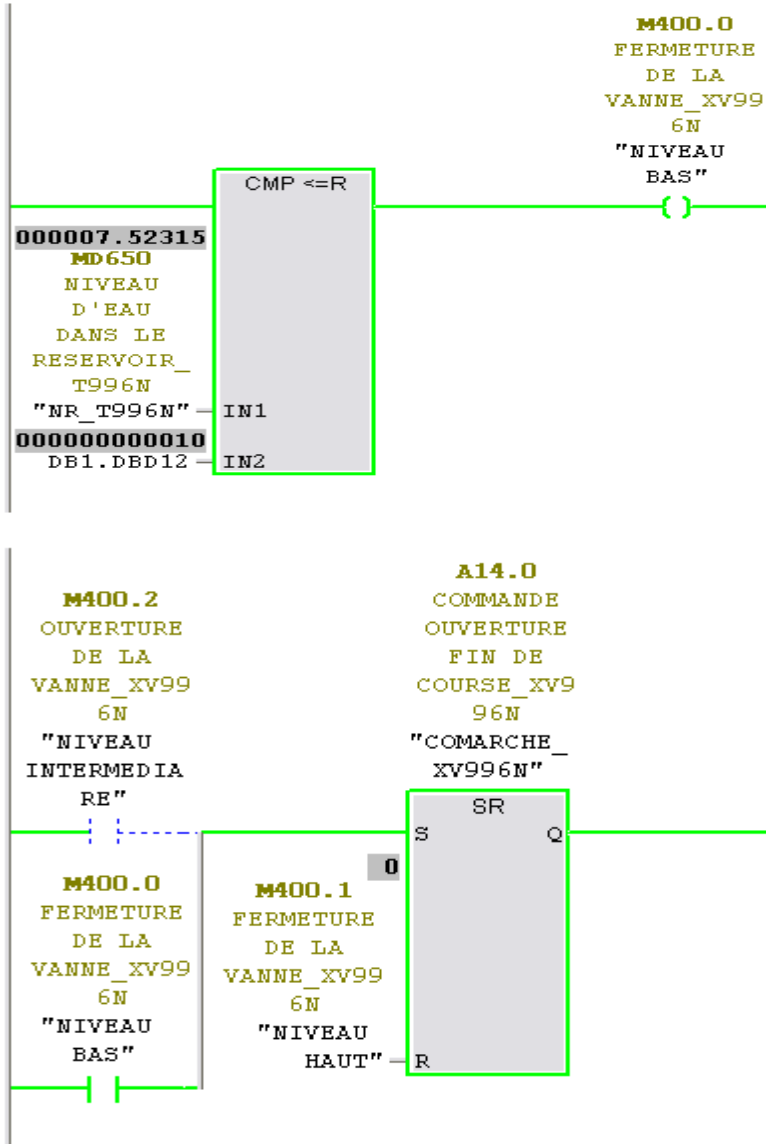 M400.0
FERMETURE
DE LA
VANNE_XV99
6N
"NIVEAU
BAS"
CMP <=R
000007.52315
MD650
NIVEAU
D'EAU
DANS LE
RESERVOIR_
T996N
"NR_T996N"
IN1
000000000010
DB1.DBD12
IN2
M400.2
OUVERTURE
DE LA
VANNE_XV99
6N
"NIVEAU
INTERMEDIA
RE"
M400.0
FERMETURE
DE LA
VANNE_XV99
6N
"NIVEAU
BAS"
A14.0
COMMANDE
OUVERTURE
FIN DE
COURSE_XV9
96N
"COMARCHE_
XV996N"
SR
S
Q
0
M400.1
FERMETURE
DE LA
VANNE_XV99
6N
"NIVEAU
HAUT"
R